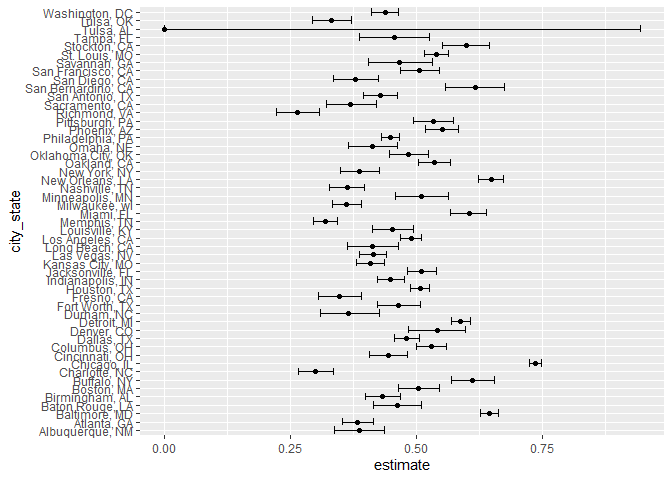 Washington, DC
Tulsa, OK
Tulsa, AL
Tampa, FL
Stockton, CA
St. Louis, MO
Savannah, GA
San Francisco, CA
San Diego, CA
San Bernardino, CA
San Antonio, TX
Sacramento, CA
Richmond, VA
Pittsburgh, PA
Phoenix, AZ
Philadelphia, PA
Omaha, NE
Oklahoma City, OK
Oakland, CA
New York, NY
New Orleans, LA
Nashville, TN
Minneapolis, MN
Milwaukee, wI
Miami, FL
Memphis, TN
Louisville, KY
Los Angeles, CA
Long Beach, CA
Las Vegas, NV
Kansas City, MO
Jacksonville, FL
Indianapolis, IN
Houston, TX
Fresno, CA
Fort Worth, TX
Durham, NC
Detroit, MI
Denver, CO
Dallas, TX
Columbus, OH
Cincinnati, OH
Chicago, IL
Charlotte, NC
Buffalo, NY
Boston, MA
Birmingham, AL
Baton Rouge, LA
Baltimore, MD
Atlanta, GA
Albuquerque, NM
city_state
0.00 0.25 0.50 0.75
estimate